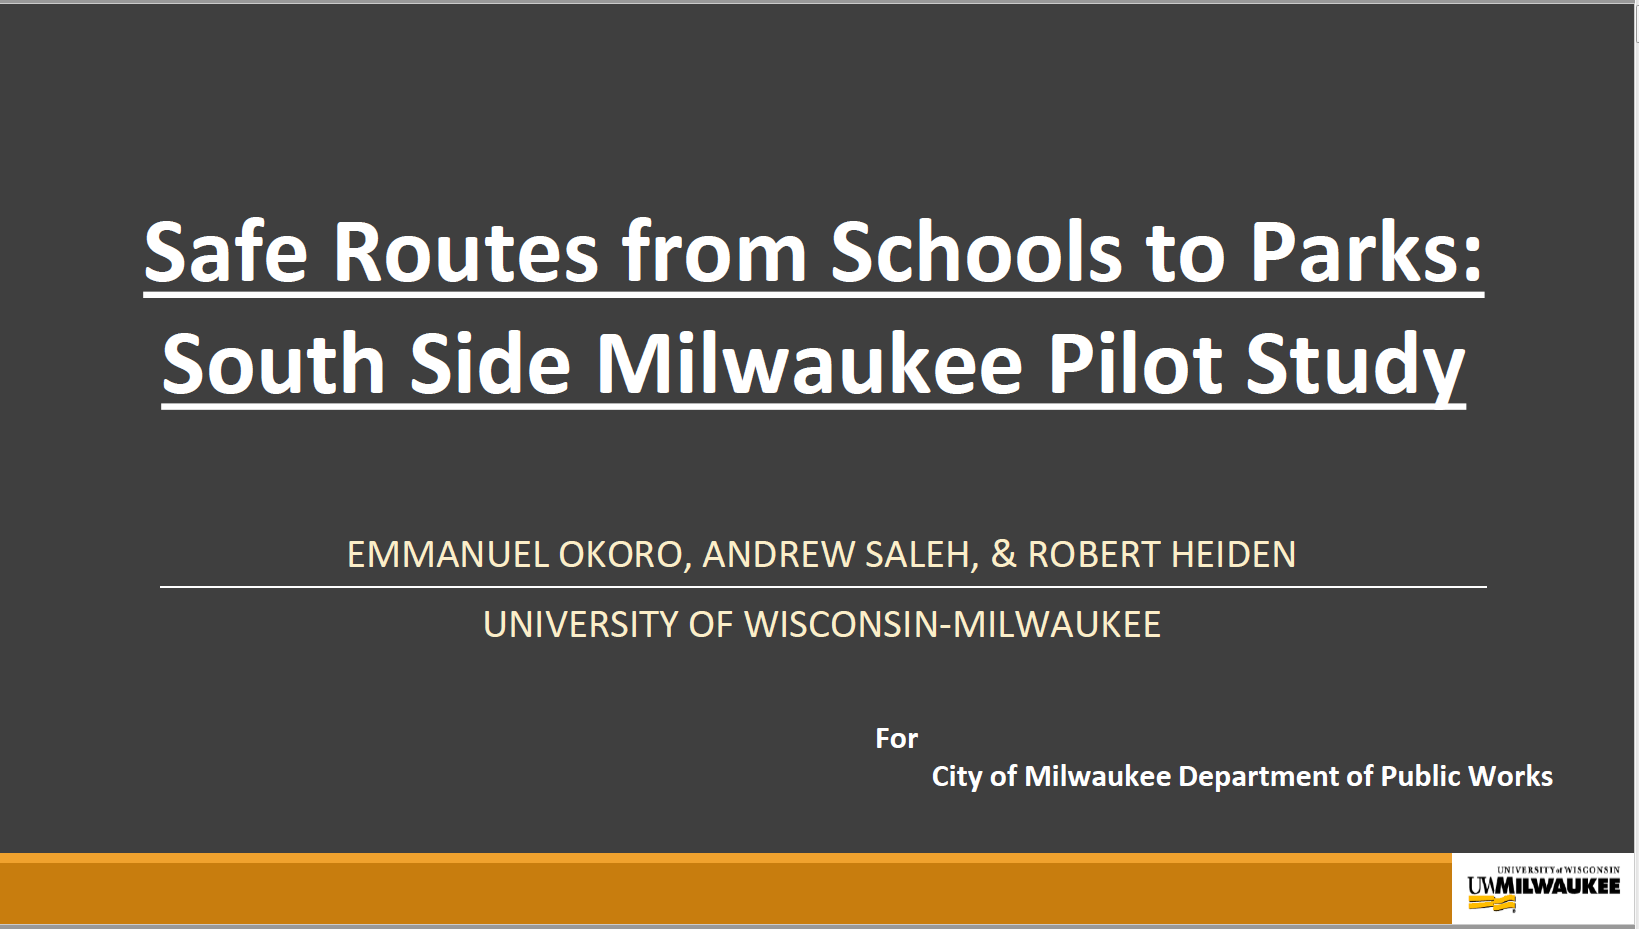 Safe Routes from Schools to Parks:
South Side Milwaukee Pilot Study
EMMANUEL OKORO, ANDREW SALEH, & ROBERT HEIDEN
UNIVERSITY OF WISCONSIN-MILWAUKEE
For
City of Milwaukee Department of Public Works
UNIVERSITY of WISCONSIN
UWMILWAUKEE